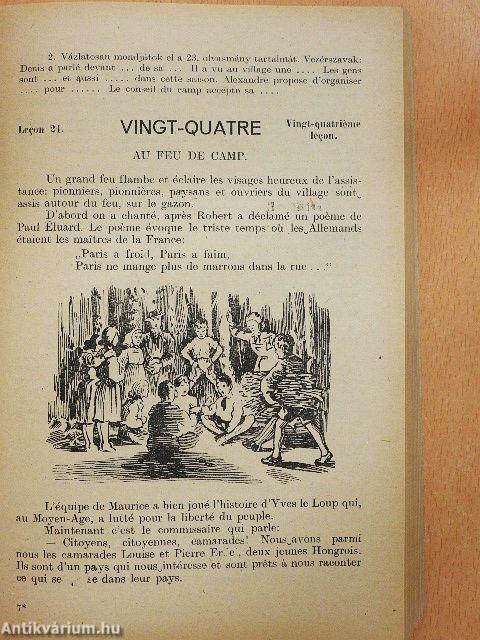 2. Vázlatosan mondjátok el a 23. olvasmány tartalmát. Vezérszavak:
Denis a parlé devant ... de sa ... Il a vu au village une .... Les gens
sont ... et aussi ..... dans cette saison. Alexandre propose d'organiser
.... pour ...... Le conseil du camp accepte sa ....
Leçon 24. VINGT-QUATRE Vingt-quatrième
leçon.
AU FEU DE CAMP.
Un grand feu flambe et éclaire les visages heureux de l'assis-
tance: pionniers, pionnières, paysans et ouvriers du village sont
assis autour du feu, sur le gazon.
D'abord on a chanté, après Robert a déclamé un poème de
Paul Éluard. Le poème évoque le triste temps où les Allemands
étaient les maîtres de la France:
„Paris a froid, Paris a faim,
Paris ne mange plus de marrons dans la rue ..."
L'équipe de Maurice a bien joué l'histoire d'Yves le Loup qui,
au Moyen-Age, a lutté pour la liberté du peuple.
Maintenant c'est le commissaire qui parle:
— Citoyens, citoyennes, camarades! Nous avons parmi
nous les camarades Louise et Pierre deux jeunes Hongrois.
Ils sont d'un pays qui nous intéresse et sont prêts à nous raconter
ce qui se se dans leur pays.
7*
Antikvárium.hu